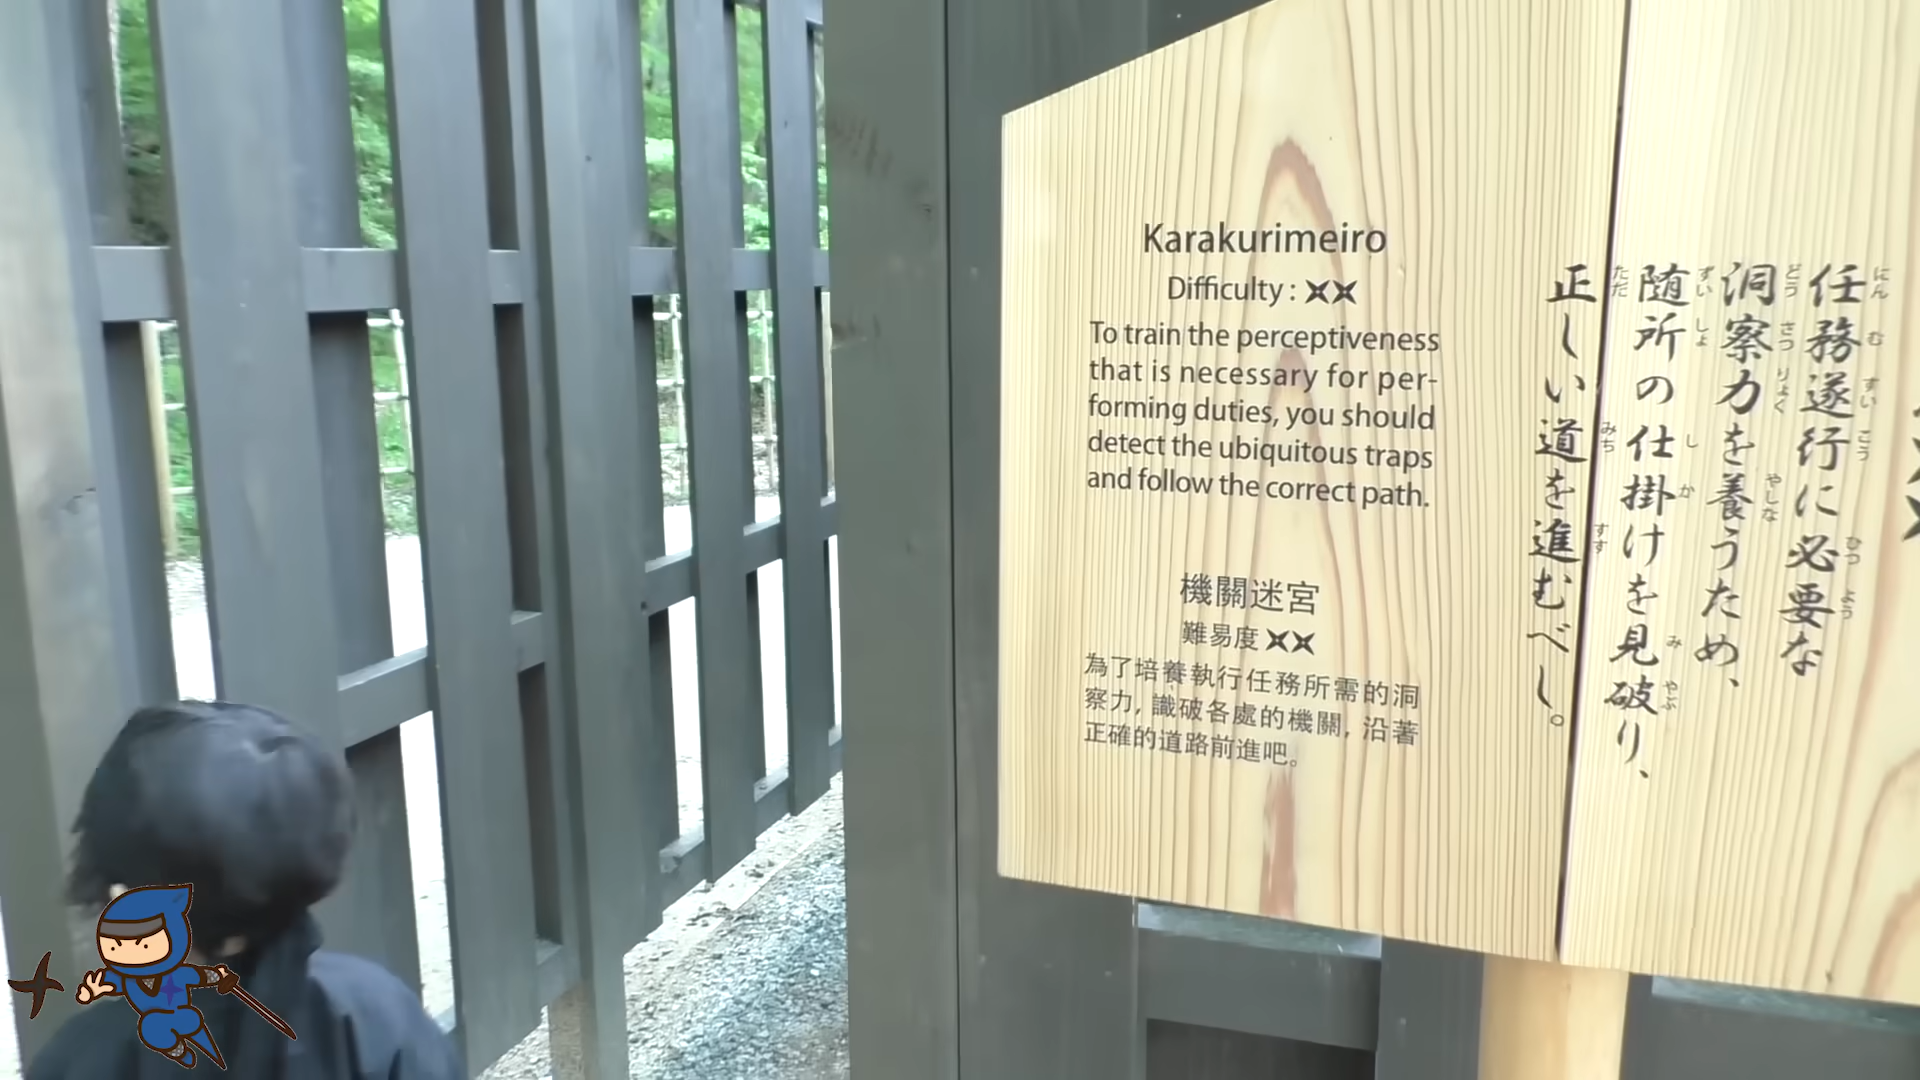 Karakurimeiro
Difficulty :
To train the perceptiveness
that is necessary for per-
forming duties, you should
detect the ubiquitous traps
and follow the correct path.
機關迷宮
難易度
為了培養執行任務所需的洞
察力, 識破各處的機關, 沿著
正確的道路前進吧。
任務遂行に必要な
洞察力を養うため、
随所の仕掛けを見破り、
正しい道を進むべし。